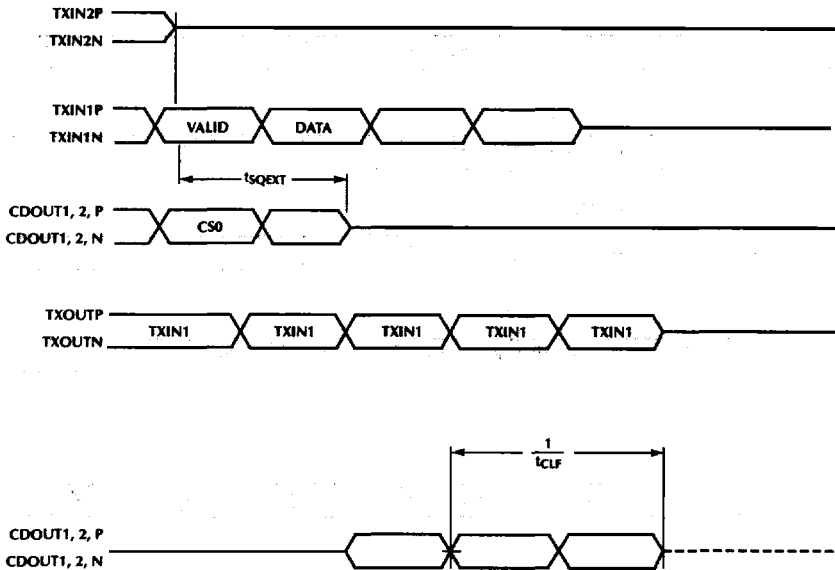 TXIN2P
TXIN2N
TXIN1P
TXIN1N
VALID DATA
tSQEXT
CDOUT1, 2, P
CDOUT1, 2, N
CS0
TXOUTP
TXOUTN
TXIN1 TXIN1 TXIN1 TXIN1 TXIN1
1
tCLF
CDOUT1, 2, P
CDOUT1, 2, N